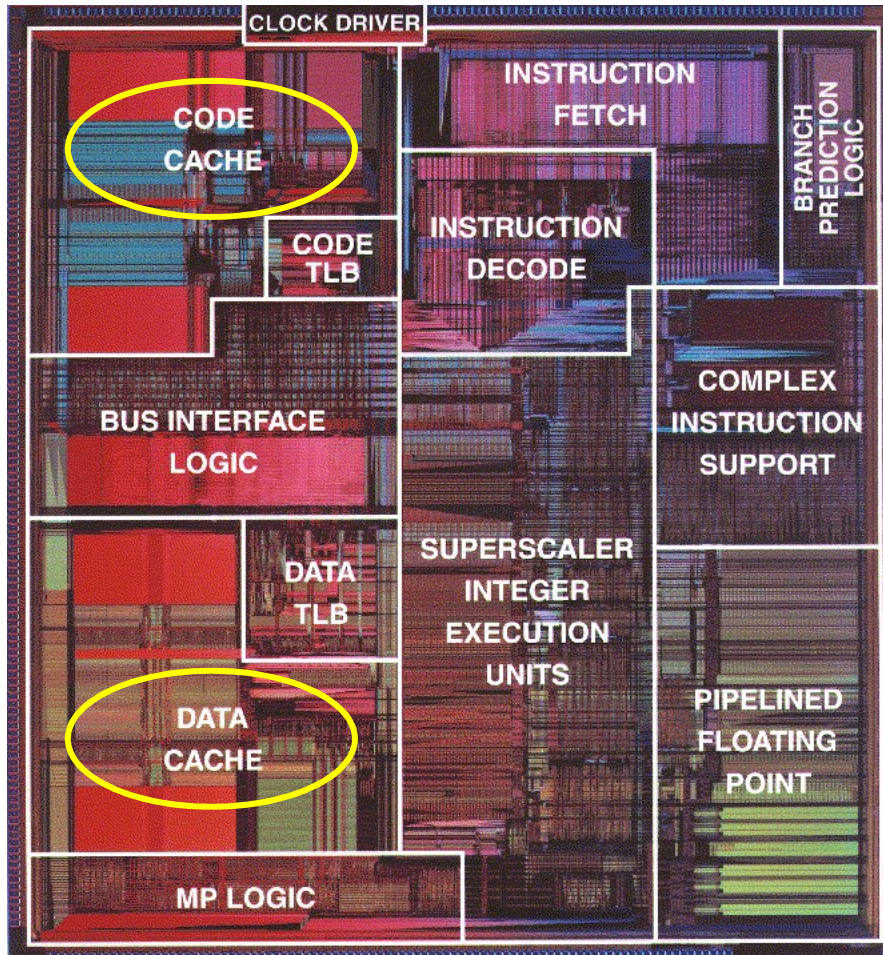 CLOCK DRIVER
CODE
CACHE
INSTRUCTION
FETCH
BRANCH
PREDICTION
LOGIC
CODE
TLB
INSTRUCTION
DECODE
BUS INTERFACE
LOGIC
COMPLEX
INSTRUCTION
SUPPORT
DATA
TLB
SUPERSCALER
INTEGER
EXECUTION
UNITS
DATA
CACHE
PIPELINED
FLOATING
POINT
MP LOGIC